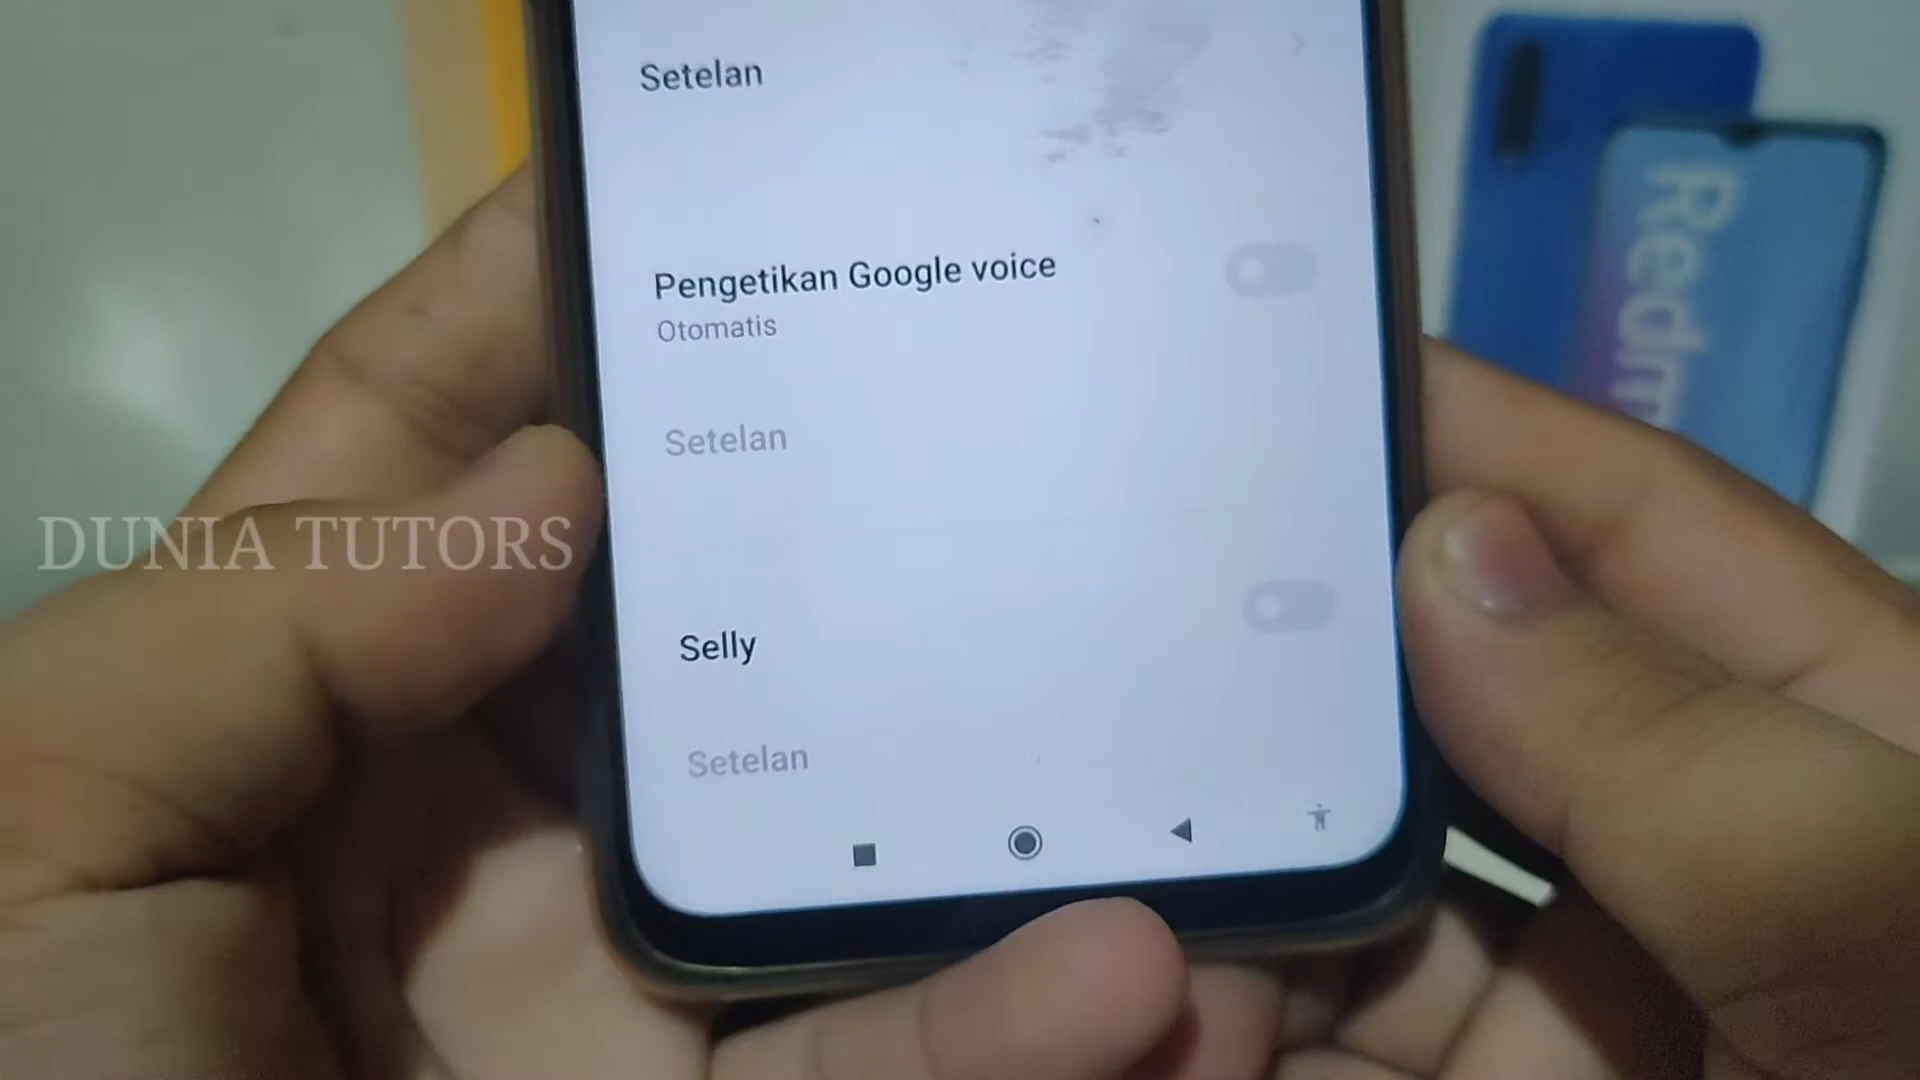 Setelan
Pengetikan Google voice
Otomatis
Setelan
Selly
Setelan
DUNIA TUTORS